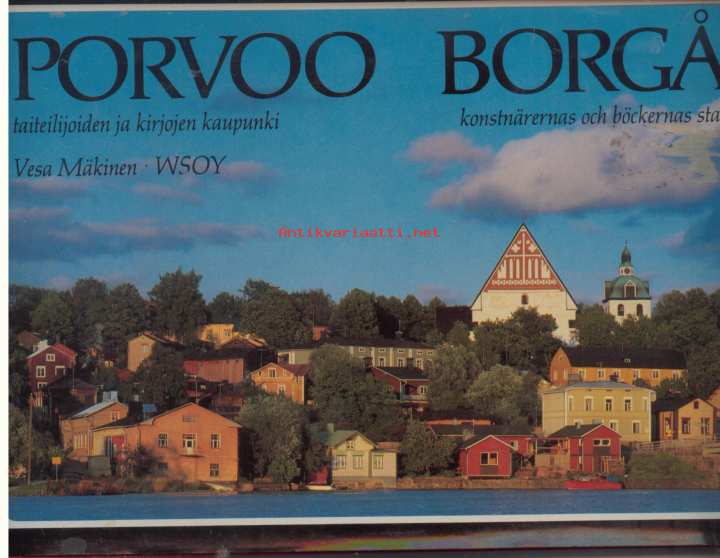 PORVOO BORGÅ
taiteilijoiden ja kirjojen kaupunki
konstnärernas och böckernas sta
Vesa Mäkinen · WSOY
Antikvariaatti.net